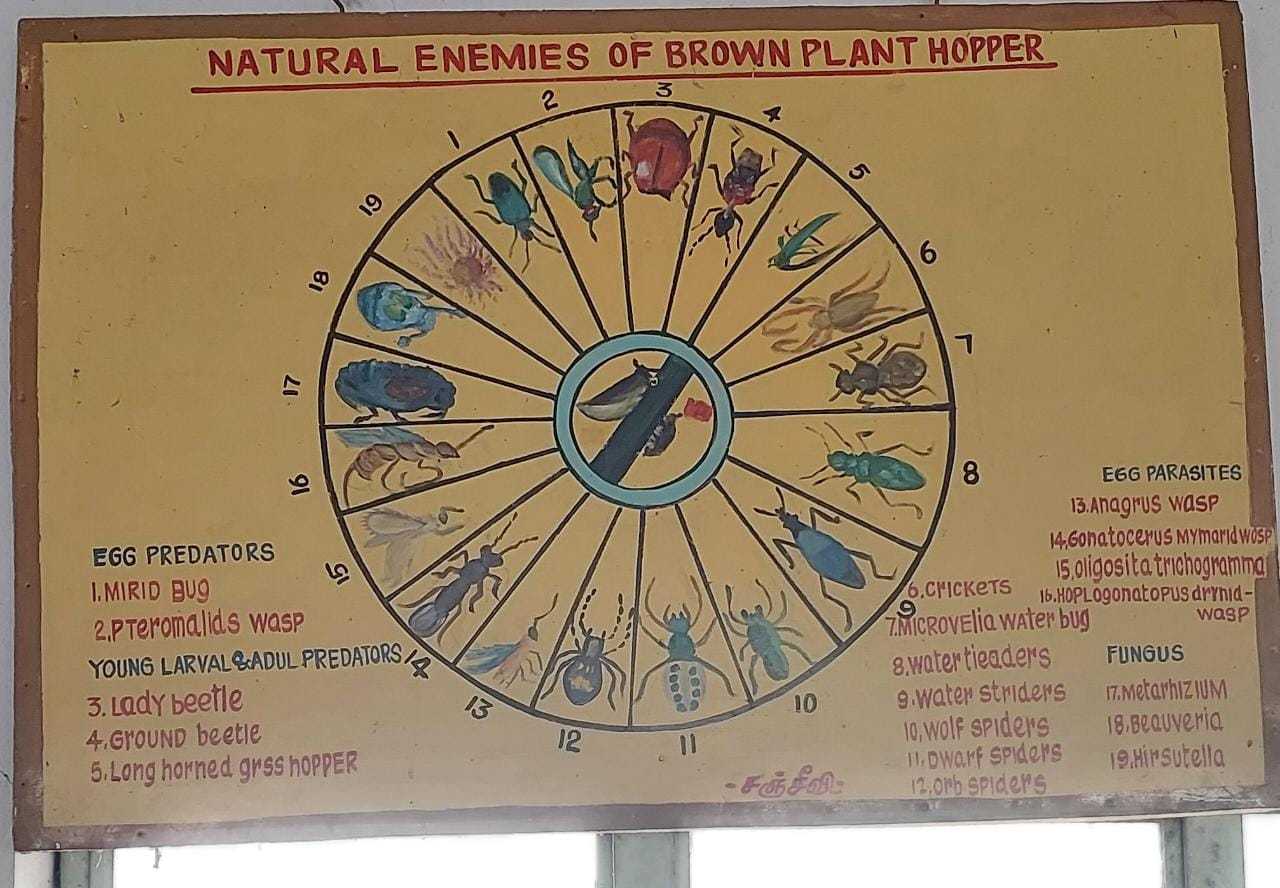 NATURAL ENEMIES OF BROWN PLANT HOPPER
1
2
3
4
5
6
7
8
9
10
11
12
13
14
15
16
17
18
19
EGG PREDATORS
1.MIRID BUG
2.PTeromalids wasp
YOUNG LARVAL &ADUL PREDATORS
3. Lady beetle
4.GROUND beetle
5.Long horned grss HOPPER
6.CRICKETS
7.MICROVElia water bug
8.water tieaders
9.water striders
10.wolf spiders
11.Dwarf spiders
12.orb spiders
EGG PARASITES
13.Anagrus wasp
14.Gonatocerus Mymarid wasp
15.oligosita trichogramma
16.HOPLogonatopus drynid-
wasp
FUNGUS
17.MetarhIZIUM
18.Beauveria
19.Hirsutella
-சஞ்சீவி-